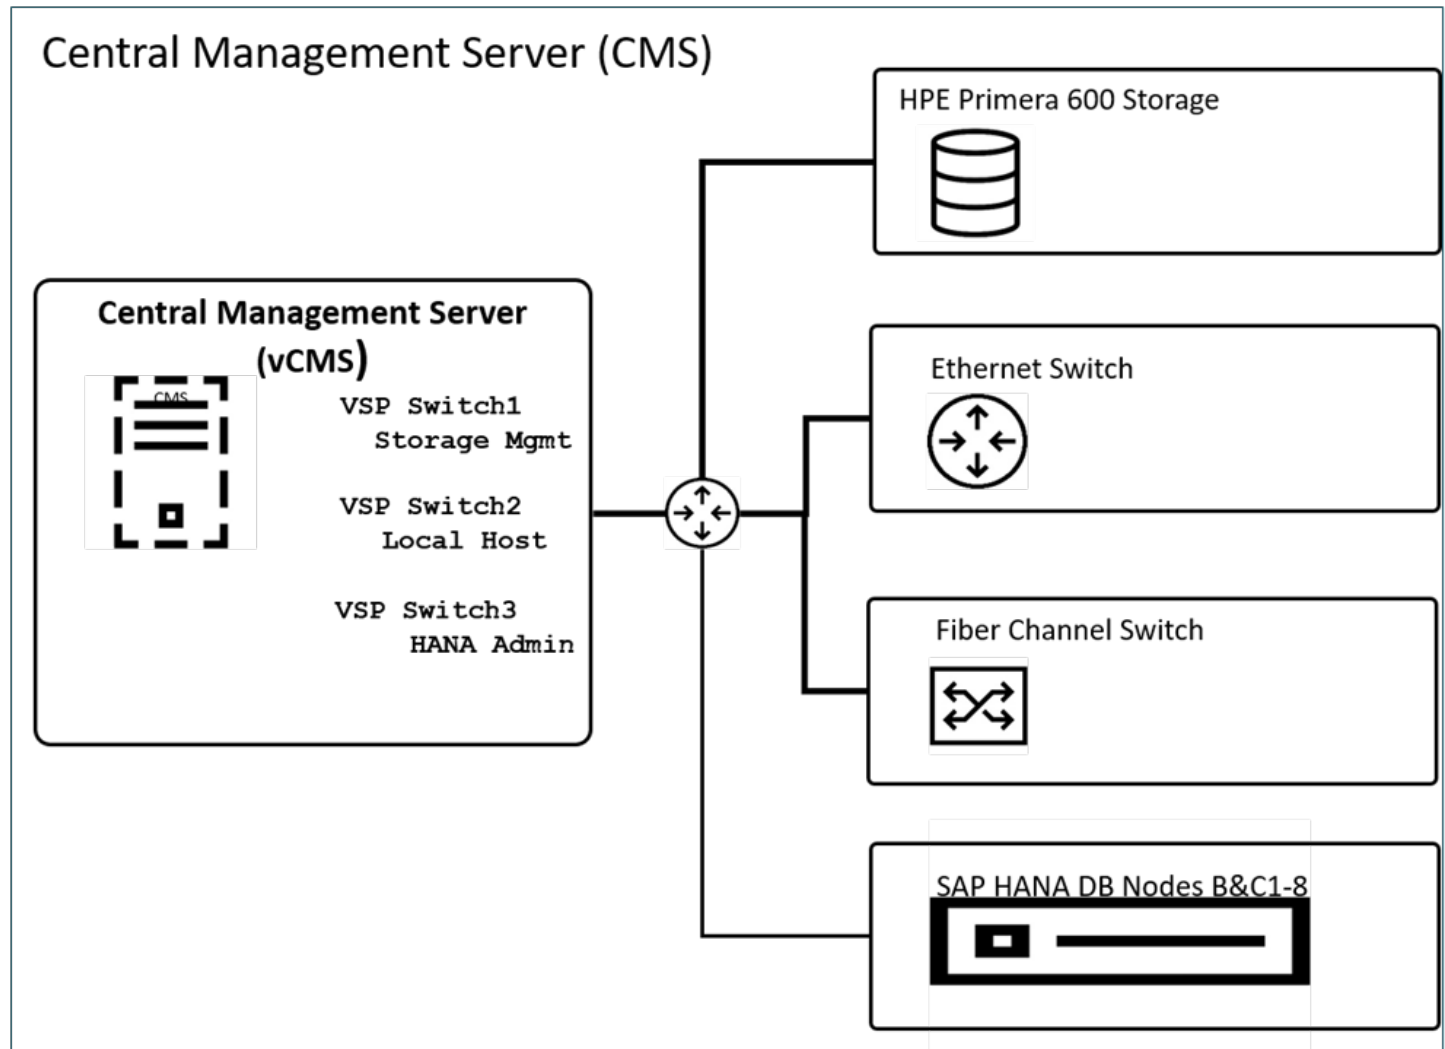 Central Management Server (CMS)
HPE Primera 600 Storage
Central Management Server
(vCMS)
CMS
VSP Switch1
Storage Mgmt
VSP Switch2
Local Host
VSP Switch3
HANA Admin
Ethernet Switch
Fiber Channel Switch
SAP HANA DB Nodes B&C1-8